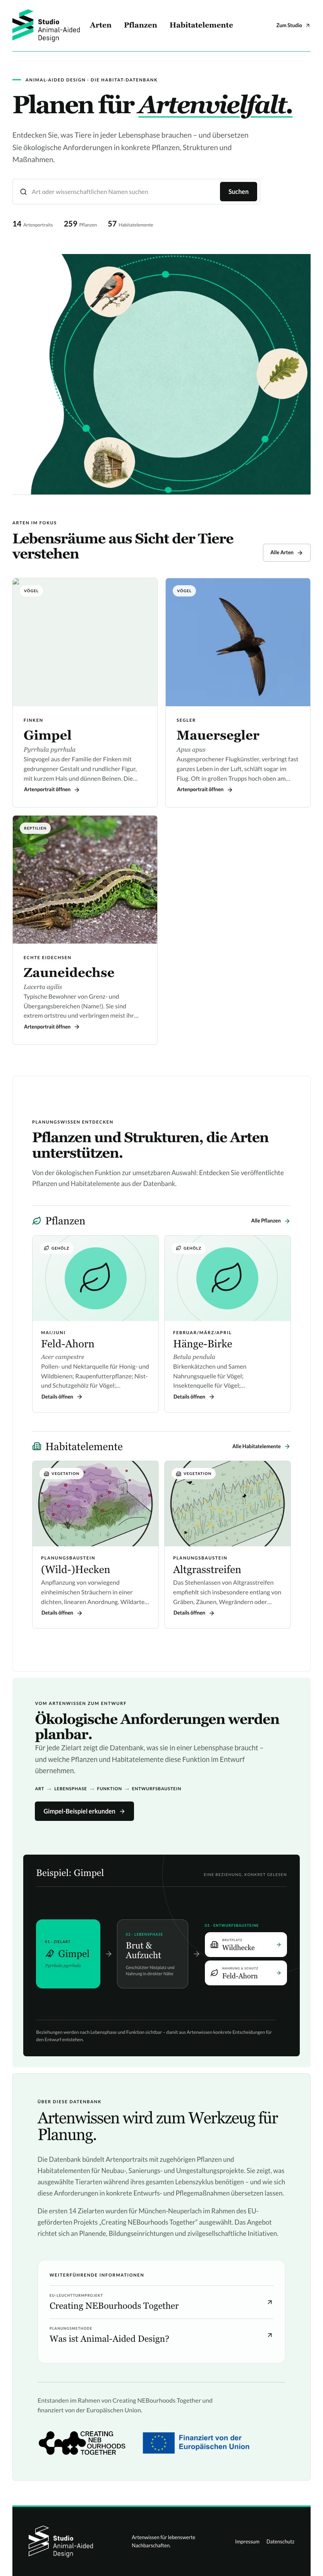 Studio
Animal-Aided
Design
Arten
Pflanzen
Habitatelemente
Zum Studio
ANIMAL-AIDED DESIGN · DIE HABITAT-DATENBANK
Planen für Artenvielfalt.
Entdecken Sie, was Tiere in jeder Lebensphase brauchen – und übersetzen
Sie ökologische Anforderungen in konkrete Pflanzen, Strukturen und
Maßnahmen.
Art oder wissenschaftlichen Namen suchen
Suchen
14 Artenportraits
259 Pflanzen
57 Habitatelemente
ARTEN IM FOKUS
Lebensräume aus Sicht der Tiere
verstehen
Alle Arten
VÖGEL
FINKEN
Gimpel
Pyrrhula pyrrhula
Singvogel aus der Familie der Finken mit
gedrungener Gestalt und rundlicher Figur,
mit kurzem Hals und dünnen Beinen. Die...
Artenportrait öffnen
VÖGEL
SEGLER
Mauersegler
Apus apus
Ausgesprochener Flugkünstler, verbringt fast
ganzes Leben in der Luft, schläft sogar im
Flug. Oft in großen Trupps hoch oben am...
Artenportrait öffnen
REPTILIEN
ECHTE EIDECHSEN
Zauneidechse
Lacerta agilis
Typische Bewohner von Grenz- und
Übergangsbereichen (Name!). Sie sind
extrem ortstreu und verbringen meist ihr...
Artenportrait öffnen
PLANUNGSWISSEN ENTDECKEN
Pflanzen und Strukturen, die Arten
unterstützen.
Von der ökologischen Funktion zur umsetzbaren Auswahl: Entdecken Sie veröffentlichte
Pflanzen und Habitatelemente aus der Datenbank.
Pflanzen
Alle Pflanzen
GEHÖLZ
MAI/JUNI
Feld-Ahorn
Acer campestre
Pollen- und Nektarquelle für Honig- und
Wildbienen; Raupenfutterpflanze; Nist-
und Schutzgehölz für Vögel;...
Details öffnen
GEHÖLZ
FEBRUAR/MÄRZ/APRIL
Hänge-Birke
Betula pendula
Birkenkätzchen und Samen
Nahrungsquelle für Vögel;
Insektenquelle für Vögel;...
Details öffnen
Habitatelemente
Alle Habitatelemente
VEGETATION
PLANUNGSBAUSTEIN
(Wild-)Hecken
Anpflanzung von vorwiegend
einheimischen Sträuchern in einer
dichten, linearen Anordnung. Wildarte...
Details öffnen
VEGETATION
PLANUNGSBAUSTEIN
Altgrasstreifen
Das Stehenlassen von Altgrasstreifen
empfiehlt sich insbesondere entlang von
Gräben, Zäunen, Wegrändern oder...
Details öffnen
VOM ARTENWISSEN ZUM ENTWURF
Ökologische Anforderungen werden
planbar.
Für jede Zielart zeigt die Datenbank, was sie in einer Lebensphase braucht –
und welche Pflanzen und Habitatelemente diese Funktion im Entwurf
übernehmen.
ART → LEBENSPHASE → FUNKTION → ENTWURFSBAUSTEIN
Gimpel-Beispiel erkunden
Beispiel: Gimpel
EINE BEZIEHUNG, KONKRET GELESEN
01 · ZIELART
Gimpel
Pyrrhula pyrrhula
02 · LEBENSPHASE
Brut &
Aufzucht
Geschützter Nistplatz und
Nahrung in direkter Nähe
03 · ENTWURFSBAUSTEINE
BRUTPLATZ
Wildhecke
NAHRUNG & SCHUTZ
Feld-Ahorn
Beziehungen werden nach Lebensphase und Funktion sichtbar – damit aus Artenwissen konkrete Entscheidungen für
den Entwurf entstehen.
ÜBER DIESE DATENBANK
Artenwissen wird zum Werkzeug für
Planung.
Die Datenbank bündelt Artenportraits mit zugehörigen Pflanzen und
Habitatelementen für Neubau-, Sanierungs- und Umgestaltungsprojekte. Sie zeigt, was
ausgewählte Tierarten während ihres gesamten Lebenszyklus benötigen – und wie sich
diese Anforderungen in konkrete Entwurfs- und Pflegemaßnahmen übersetzen lassen.
Die ersten 14 Zielarten wurden für München-Neuperlach im Rahmen des EU-
geförderten Projekts „Creating NEBourhoods Together“ ausgewählt. Das Angebot
richtet sich an Planende, Bildungseinrichtungen und zivilgesellschaftliche Initiativen.
WEITERFÜHRENDE INFORMATIONEN
EU-LEUCHTTURMPROJEKT
Creating NEBourhoods Together
PLANUNGSMETHODE
Was ist Animal-Aided Design?
Entstanden im Rahmen von Creating NEBourhoods Together und
finanziert von der Europäischen Union.
CREATING
NEB
OURHOODS
TOGETHER
Finanziert von der
Europäischen Union
Studio
Animal-Aided
Design
Artenwissen für lebenswerte
Nachbarschaften.
Impressum
Datenschutz